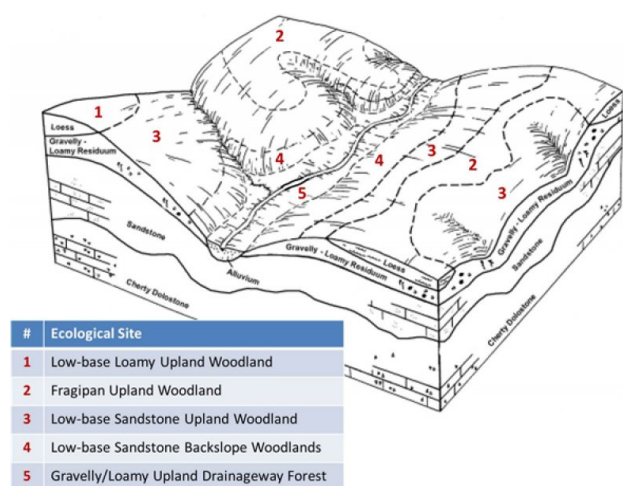 2
1
Loess
Gravelly -
Loamy Residuum
3
4
5
4
3
2
3
Loess
Gravelly - Loamy Residuum
Sandstone
Cherty Dolostone
Sandstone
Cherty Dolostone
Alluvium
Gravelly - Loamy Residuum
Loess
# Ecological Site
1 Low-base Loamy Upland Woodland
2 Fragipan Upland Woodland
3 Low-base Sandstone Upland Woodland
4 Low-base Sandstone Backslope Woodlands
5 Gravelly/Loamy Upland Drainageway Forest